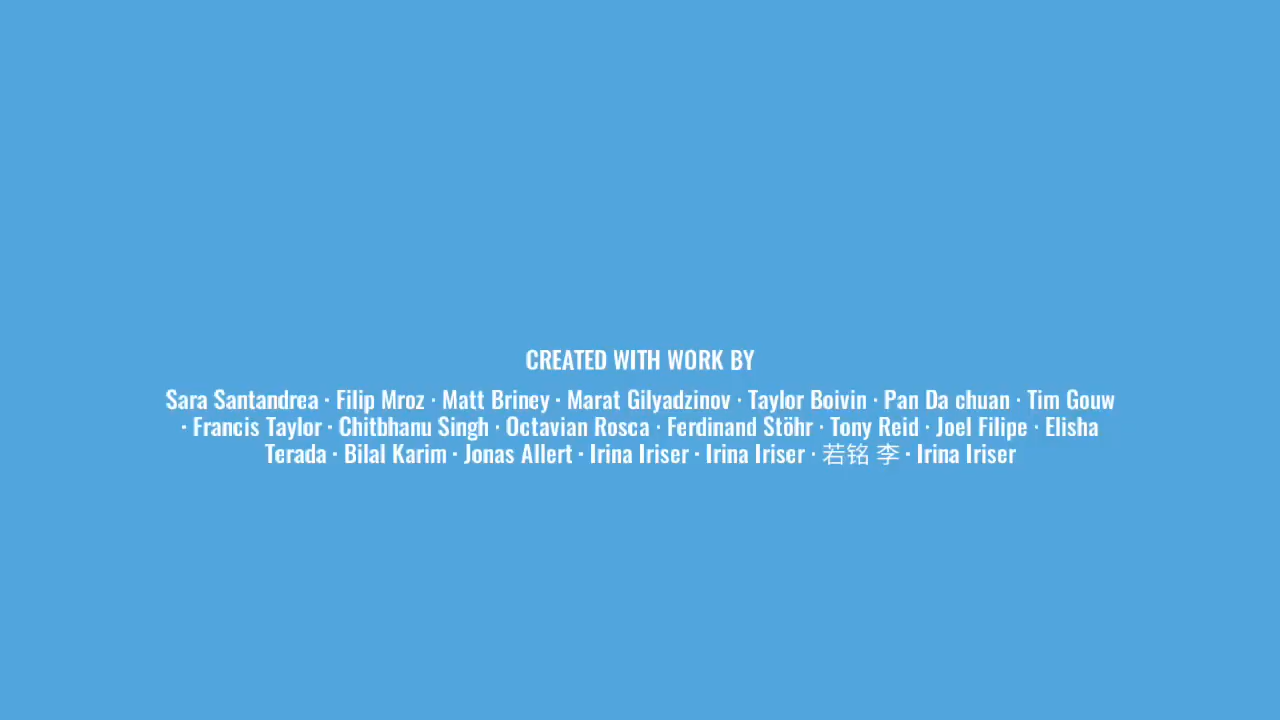 CREATED WITH WORK BY
Sara Santandrea · Filip Mroz · Matt Briney · Marat Gilyadzinov · Taylor Boivin · Pan Da chuan · Tim Gouw
· Francis Taylor · Chitbhanu Singh · Octavian Rosca · Ferdinand Stöhr · Tony Reid · Joel Filipe · Elisha
Terada · Bilal Karim · Jonas Allert · Irina Iriser · Irina Iriser · 若铭 李 · Irina Iriser